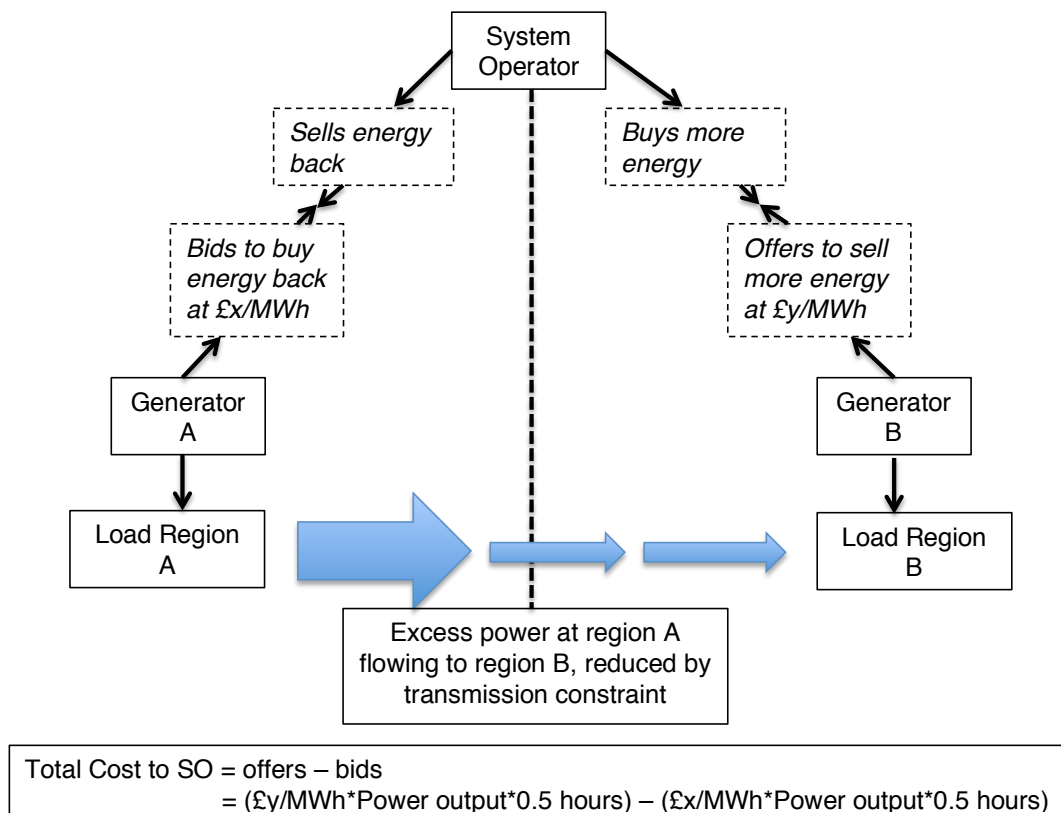 System
Operator
Sells energy
back
Buys more
energy
Bids to buy
energy back
at £x/MWh
Offers to sell
more energy
at £y/MWh
Generator
A
Generator
B
Load Region
A
Load Region
B
Excess power at region A
flowing to region B, reduced by
transmission constraint
Total Cost to SO = offers – bids
= (£y/MWh*Power output*0.5 hours) – (£x/MWh*Power output*0.5 hours)